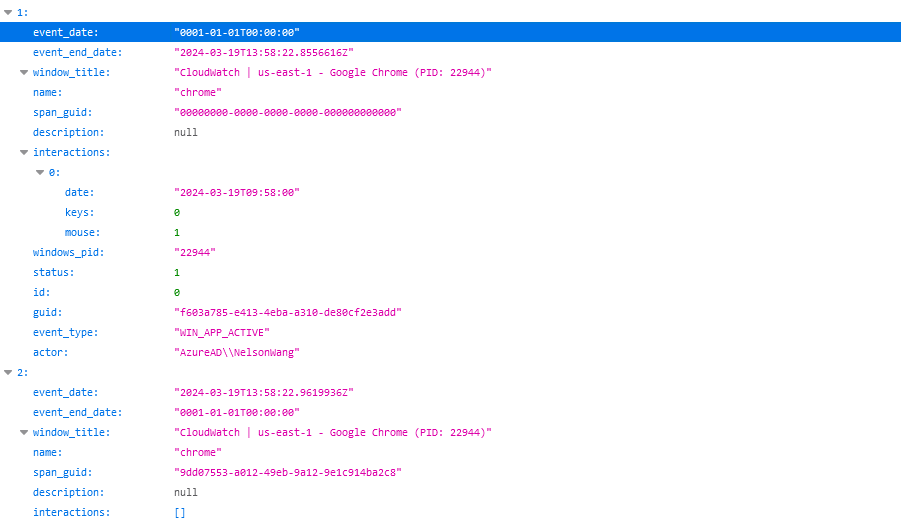 1:
event_date: "0001-01-01T00:00:00"
event_end_date: "2024-03-19T13:58:22.8556616Z"
window_title: "CloudWatch | us-east-1 - Google Chrome (PID: 22944)"
name: "chrome"
span_guid: "00000000-0000-0000-0000-000000000000"
description: null
interactions:
0:
date: "2024-03-19T09:58:00"
keys: 0
mouse: 1
windows_pid: "22944"
status: 1
id: 0
guid: "f603a785-e413-4eba-a310-de80cf2e3add"
event_type: "WIN_APP_ACTIVE"
actor: "AzureAD\\NelsonWang"
2:
event_date: "2024-03-19T13:58:22.9619936Z"
event_end_date: "0001-01-01T00:00:00"
window_title: "CloudWatch | us-east-1 - Google Chrome (PID: 22944)"
name: "chrome"
span_guid: "9dd07553-a012-49eb-9a12-9e1c914ba2c8"
description: null
interactions: []